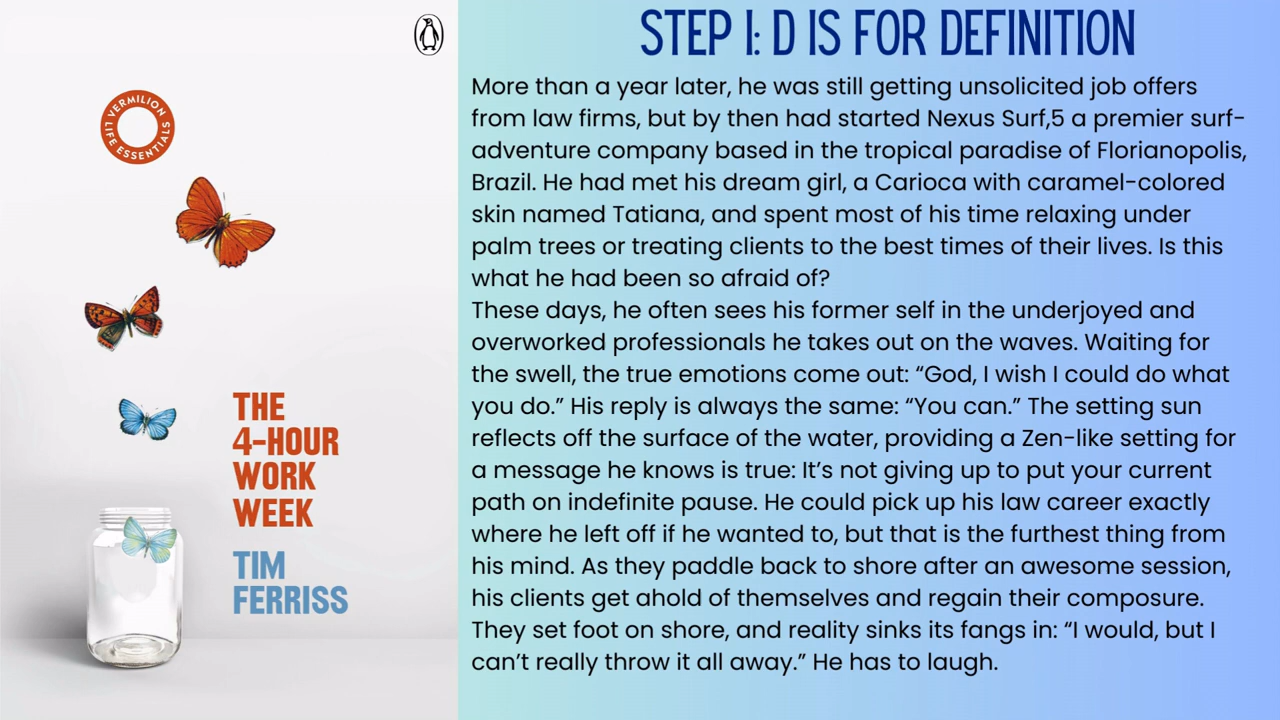 VERMILION
LIFE ESSENTIALS
THE
4-HOUR
WORK
WEEK
TIM
FERRISS
STEP I: D IS FOR DEFINITION
More than a year later, he was still getting unsolicited job offers
from law firms, but by then had started Nexus Surf,5 a premier surf-
adventure company based in the tropical paradise of Florianopolis,
Brazil. He had met his dream girl, a Carioca with caramel-colored
skin named Tatiana, and spent most of his time relaxing under
palm trees or treating clients to the best times of their lives. Is this
what he had been so afraid of?
These days, he often sees his former self in the underjoyed and
overworked professionals he takes out on the waves. Waiting for
the swell, the true emotions come out: “God, I wish I could do what
you do.” His reply is always the same: “You can.” The setting sun
reflects off the surface of the water, providing a Zen-like setting for
a message he knows is true: It’s not giving up to put your current
path on indefinite pause. He could pick up his law career exactly
where he left off if he wanted to, but that is the furthest thing from
his mind. As they paddle back to shore after an awesome session,
his clients get ahold of themselves and regain their composure.
They set foot on shore, and reality sinks its fangs in: “I would, but I
can’t really throw it all away.” He has to laugh.